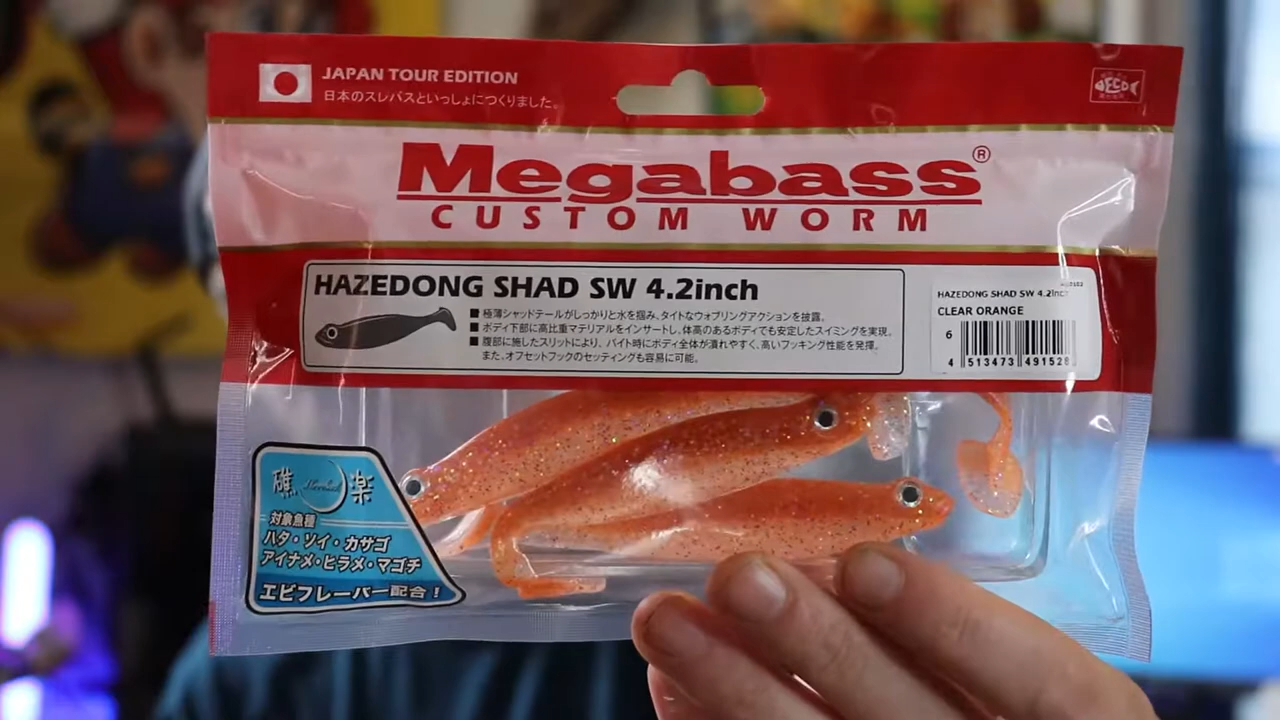 JAPAN TOUR EDITION
日本のスレバスといっしょにつくりました。
ECO
Megabass®
CUSTOM WORM
HAZEDONG SHAD SW 4.2inch
■ 極薄シャッドテールがしっかりと水を掴み、タイトなウォブリングアクションを披露。
■ ボディ下部に高比重マテリアルをインサートし、体高のあるボディでも安定したスイミングを実現。
■ 腹部に施したスリットにより、バイト時にボディ全体が潰れやすく、高いフッキング性能を発揮。
また、オフセットフックのセッティングも容易に可能。
HAZEDONG SHAD SW 4.2inch
CLEAR ORANGE
6
4 513473 491528
礁楽
対象魚種
ハタ・ソイ・カサゴ
アイナメ・ヒラメ・マゴチ
エビフレーバー配合！